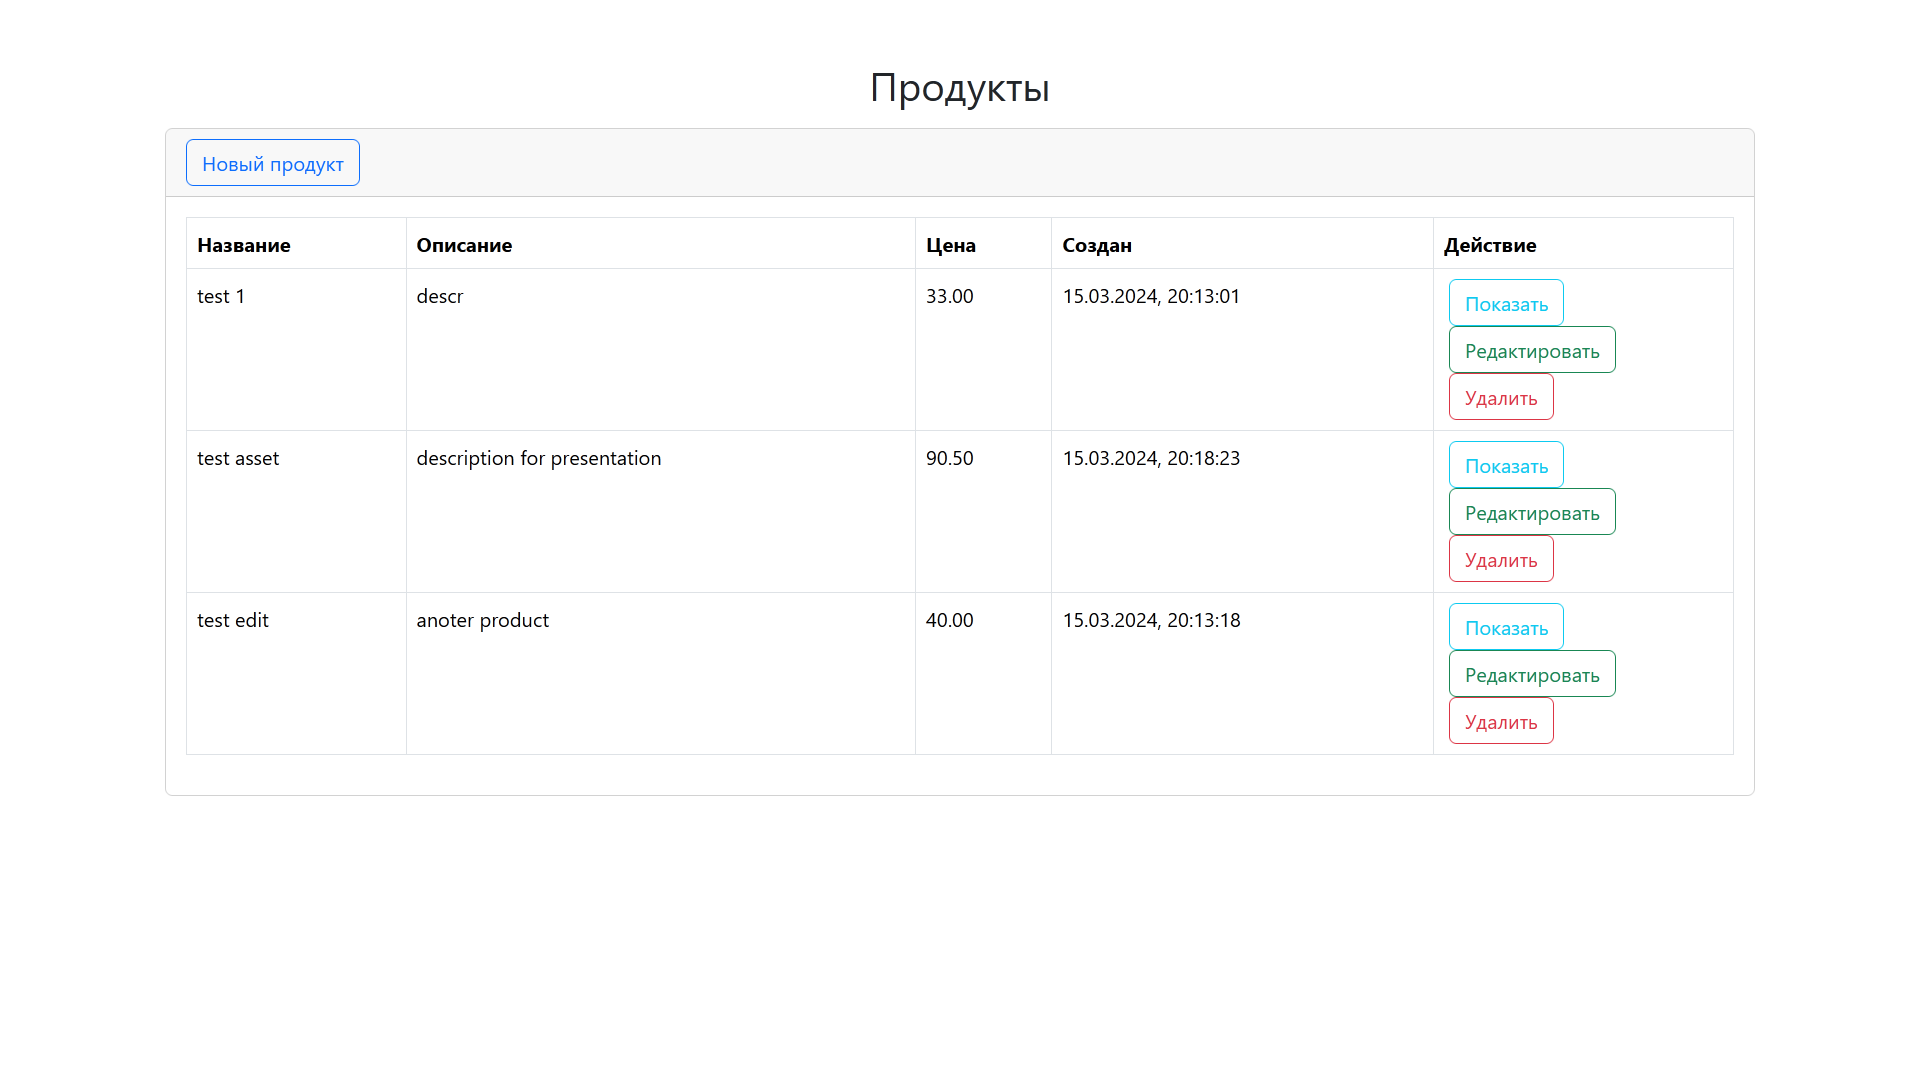 Продукты
Новый продукт
Название Описание Цена Создан Действие
test 1 descr 33.00 15.03.2024, 20:13:01 Показать
Редактировать
Удалить
test asset description for presentation 90.50 15.03.2024, 20:18:23 Показать
Редактировать
Удалить
test edit anoter product 40.00 15.03.2024, 20:13:18 Показать
Редактировать
Удалить